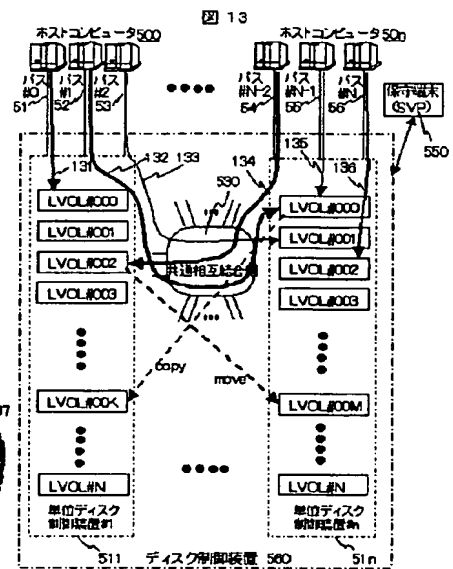 図 13
ホストコンピュータ 500
ホストコンピュータ 50n
パス #0 51
パス #1 52
パス #2 53
パス #N-2 54
パス #N-1 55
パス #N 56
保守端末 (SVP)
550
131 132 133 134 135 136
530
LVOL#000
LVOL#001
LVOL#002
LVOL#003
LVOL#00K
LVOL#N
共通相互結合網
copy
move
LVOL#000
LVOL#001
LVOL#002
LVOL#003
LVOL#00M
LVOL#N
単位ディスク
制御装置#1
単位ディスク
制御装置#n
511
ディスク制御装置 560
51n